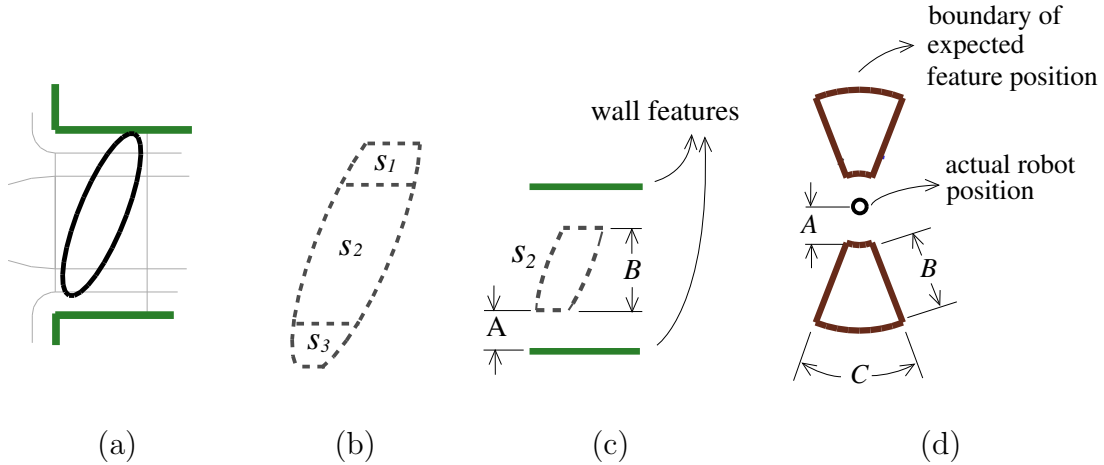 boundary of
expected
feature position
wall features
actual robot
position
s1
s2
s3
s2
B
A
A
B
C
(a)
(b)
(c)
(d)